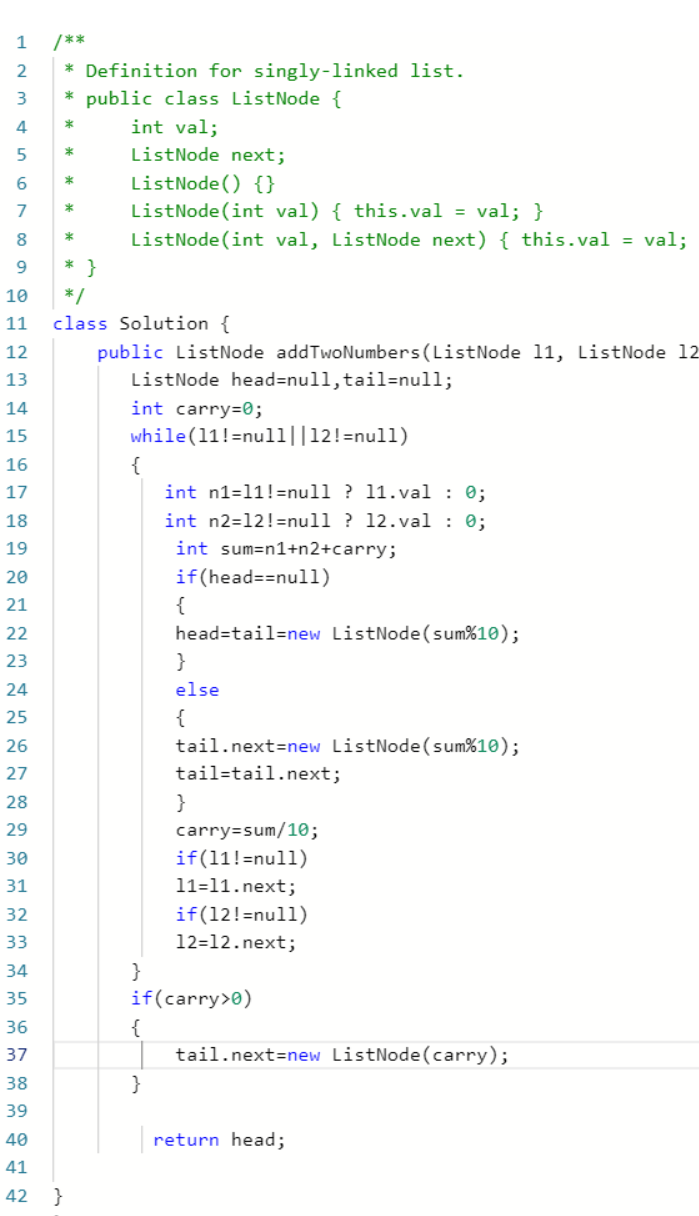 1 /**
2 * Definition for singly-linked list.
3 * public class ListNode {
4 *     int val;
5 *     ListNode next;
6 *     ListNode() {}
7 *     ListNode(int val) { this.val = val; }
8 *     ListNode(int val, ListNode next) { this.val = val;
9 * }
10 */
11 class Solution {
12     public ListNode addTwoNumbers(ListNode l1, ListNode l2
13        ListNode head=null,tail=null;
14        int carry=0;
15        while(l1!=null||l2!=null)
16        {
17           int n1=l1!=null ? l1.val : 0;
18           int n2=l2!=null ? l2.val : 0;
19            int sum=n1+n2+carry;
20            if(head==null)
21            {
22            head=tail=new ListNode(sum%10);
23            }
24            else
25            {
26            tail.next=new ListNode(sum%10);
27            tail=tail.next;
28            }
29            carry=sum/10;
30            if(l1!=null)
31            l1=l1.next;
32            if(l2!=null)
33            l2=l2.next;
34        }
35        if(carry>0)
36        {
37            tail.next=new ListNode(carry);
38        }
39
40          return head;
41
42 }